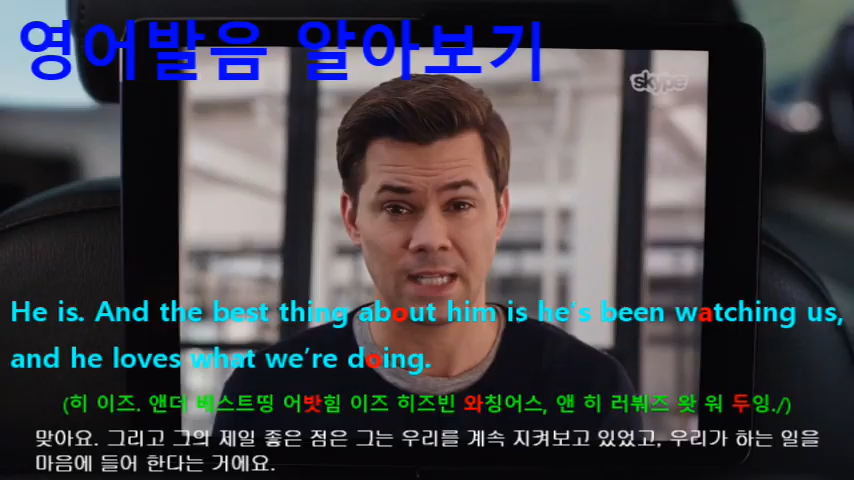 영어발음 알아보기
skype
He is. And the best thing about him is he's been watching us,
and he loves what we're doing.
(히 이즈. 앤더 베스트띵 어밧힘 이즈 히즈빈 와칭어스, 앤 히 러붜즈 왓 워 두잉./)
맞아요. 그리고 그의 제일 좋은 점은 그는 우리를 계속 지켜보고 있었고, 우리가 하는 일을
마음에 들어 한다는 거에요.